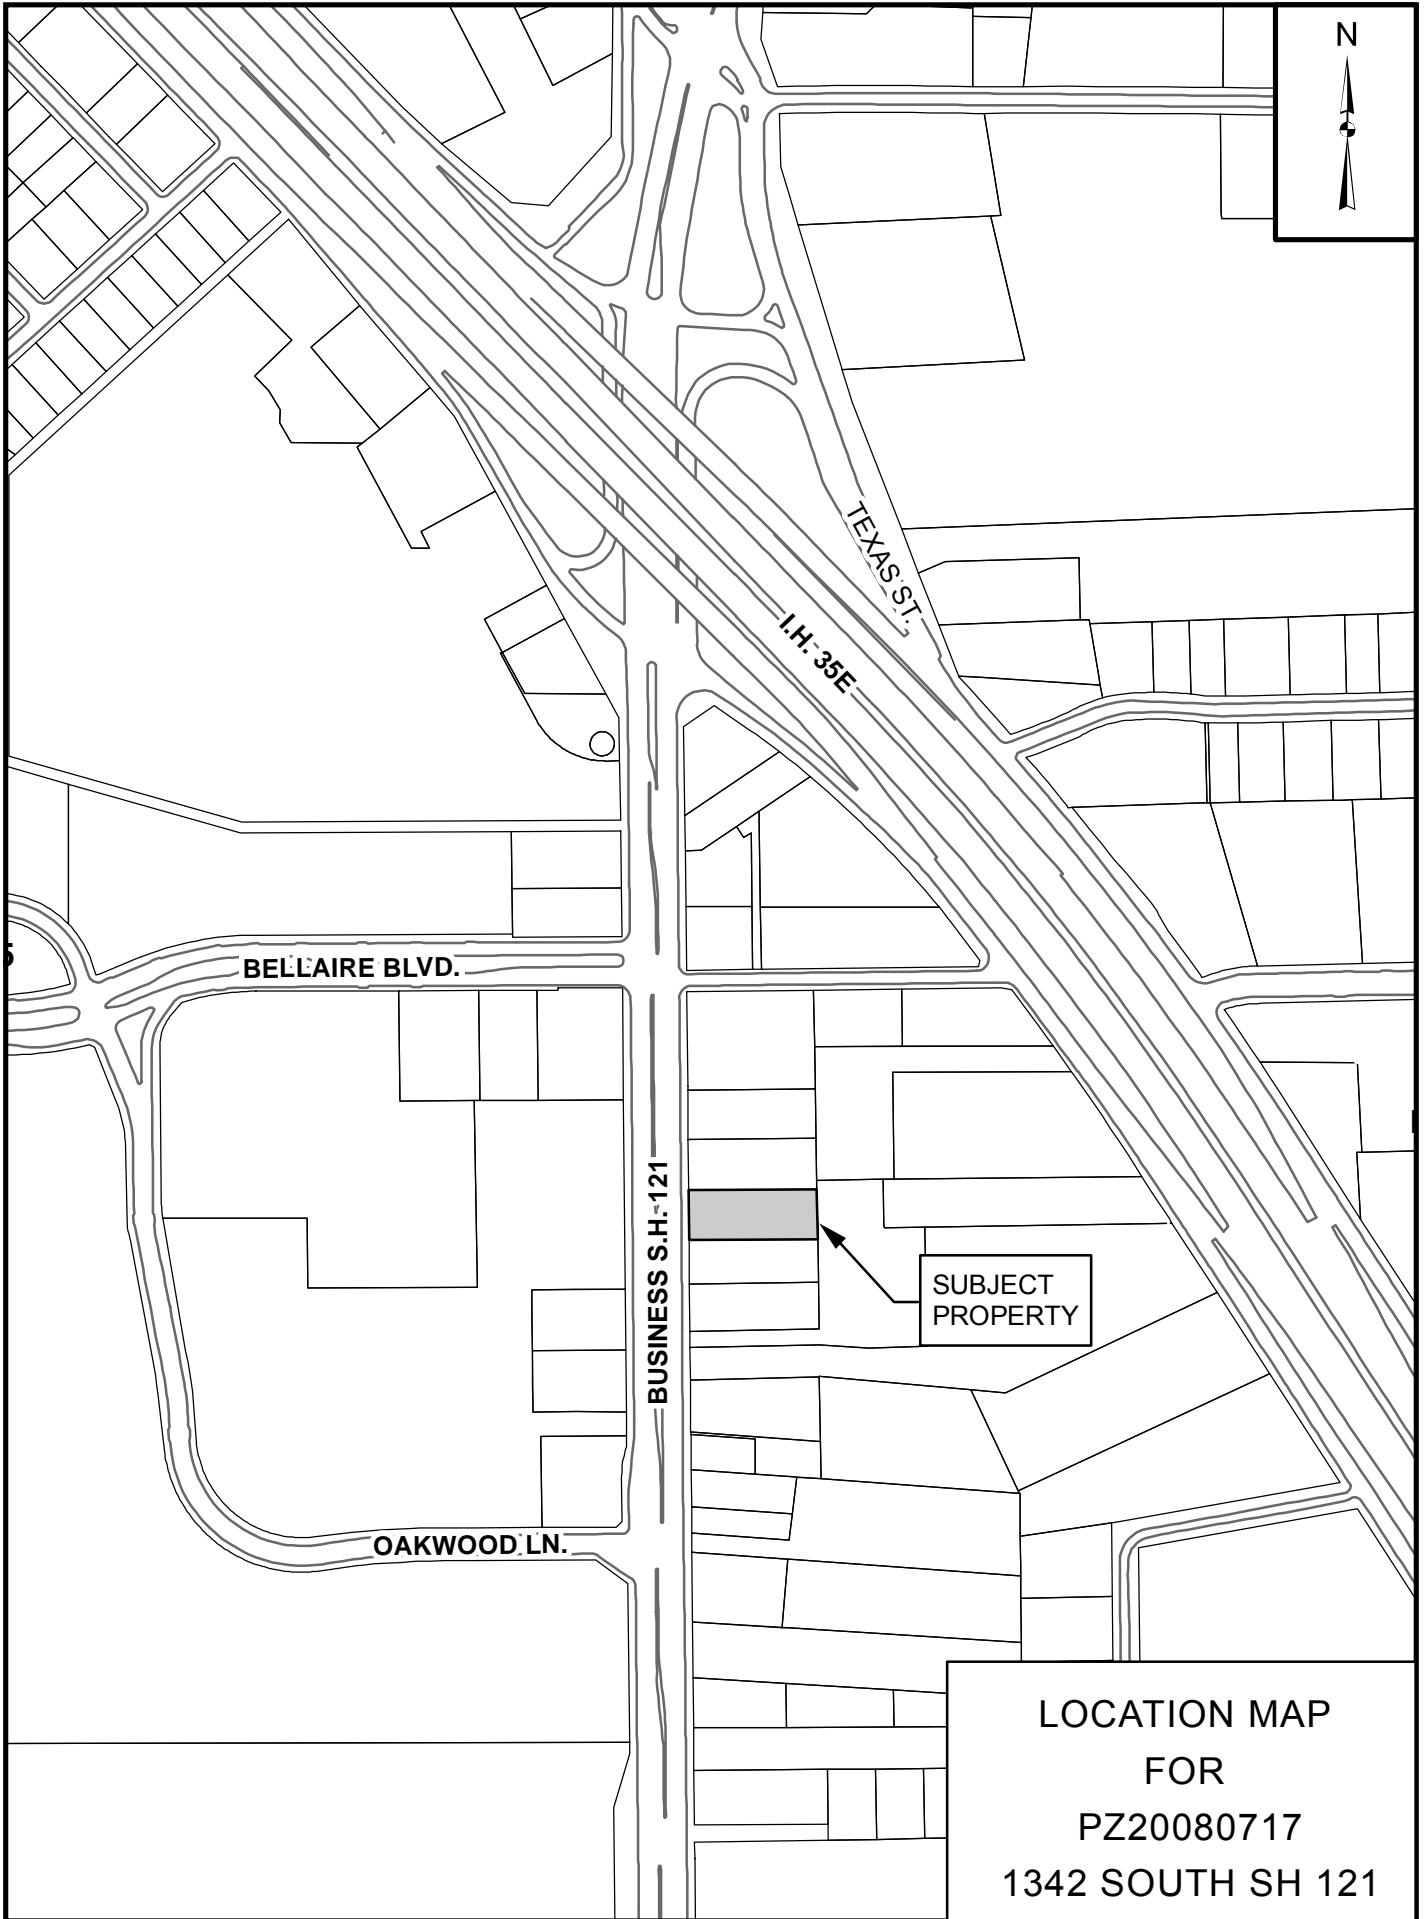 N
TEXAS ST.
I.H. 35E
BELLAIRE BLVD.
BUSINESS S.H. 121
SUBJECT
PROPERTY
OAKWOOD LN.
LOCATION MAP
FOR
PZ20080717
1342 SOUTH SH 121